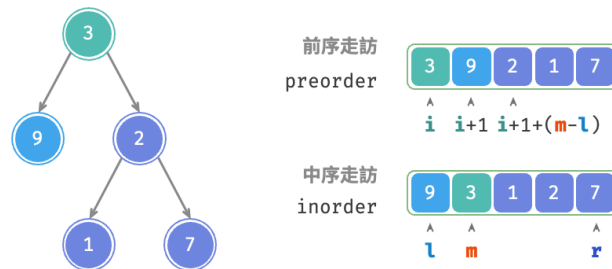 3
9
2
1
7
前序走訪
preorder
3 9 2 1 7
i i+1 i+1+(m-l)
中序走訪
inorder
9 3 1 2 7
l m r